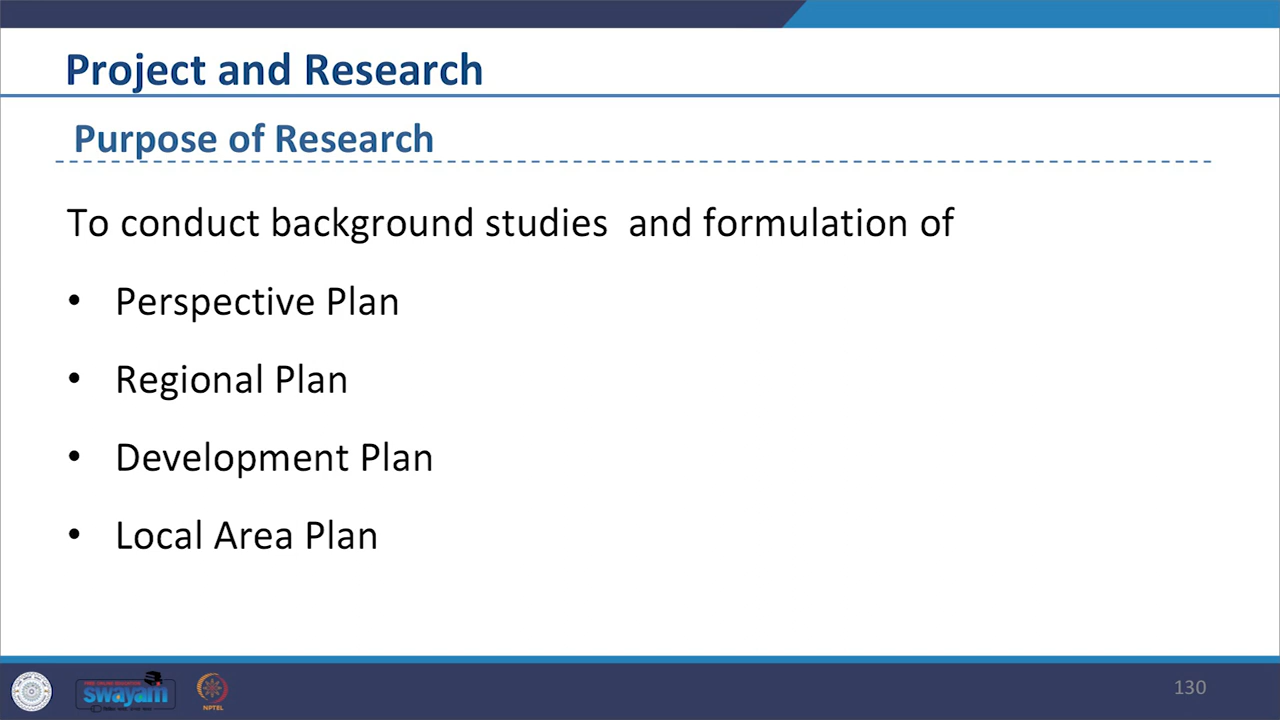 Project and Research
Purpose of Research
To conduct background studies  and formulation of
• Perspective Plan
• Regional Plan
• Development Plan
• Local Area Plan
swayam
NPTEL
130